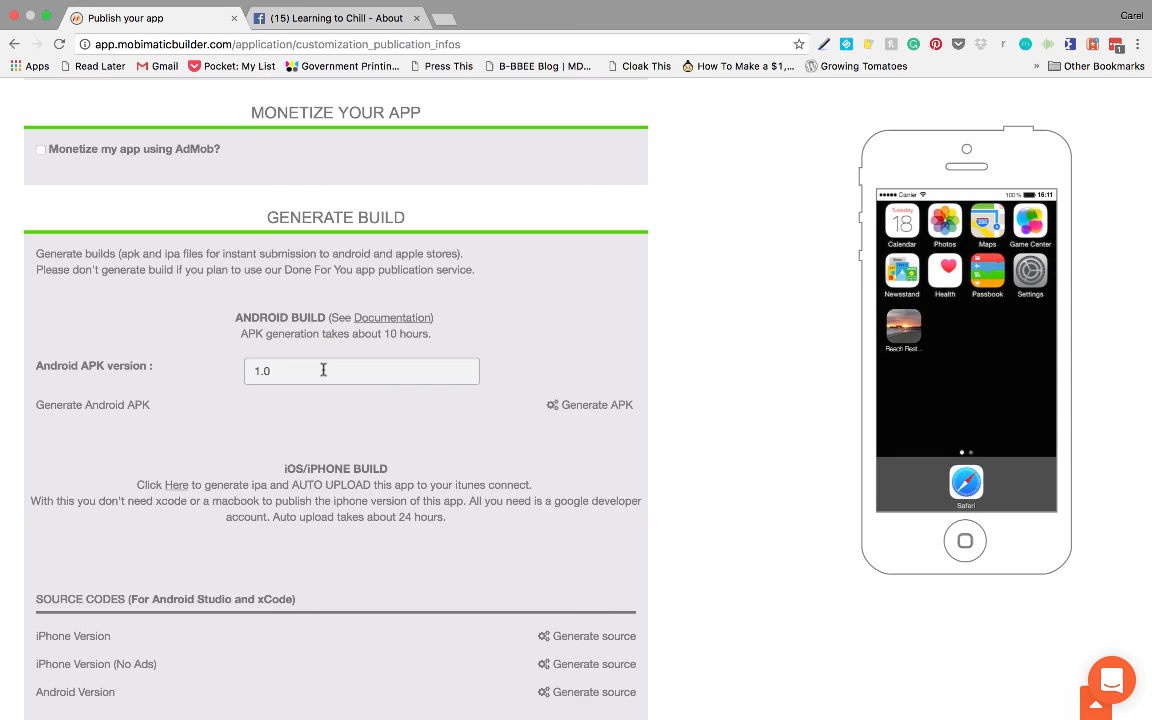 Publish your app
(15) Learning to Chill - About
Carel
app.mobimaticbuilder.com/application/customization_publication_infos
Apps
Read Later
Gmail
Pocket: My List
Government Printin...
Press This
B-BBEE Blog | MD...
Cloak This
How To Make a $1,...
Growing Tomatoes
»
Other Bookmarks
MONETIZE YOUR APP
Monetize my app using AdMob?
GENERATE BUILD
Generate builds (apk and ipa files for instant submission to android and apple stores).
Please don't generate build if you plan to use our Done For You app publication service.
ANDROID BUILD (See Documentation)
APK generation takes about 10 hours.
Android APK version :
1.0
Generate Android APK
Generate APK
iOS/iPHONE BUILD
Click Here to generate ipa and AUTO UPLOAD this app to your itunes connect.
With this you don't need xcode or a macbook to publish the iphone version of this app. All you need is a google developer
account. Auto upload takes about 24 hours.
SOURCE CODES (For Android Studio and xCode)
iPhone Version
Generate source
iPhone Version (No Ads)
Generate source
Android Version
Generate source
Carrier
100%
16:11
Tuesday
18
280
Calendar
Photos
Maps
Game Center
Newsstand
Health
Passbook
Settings
Reach Rest...
Safari